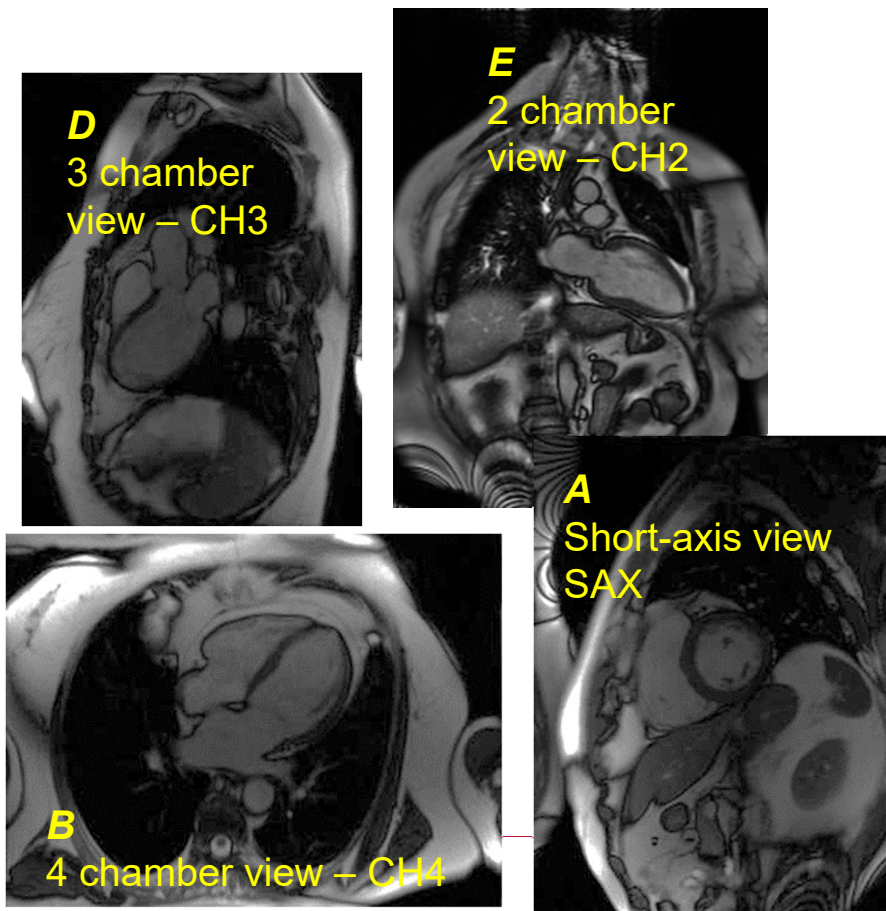 D
3 chamber
view – CH3
E
2 chamber
view – CH2
A
Short-axis view
SAX
B
4 chamber view – CH4